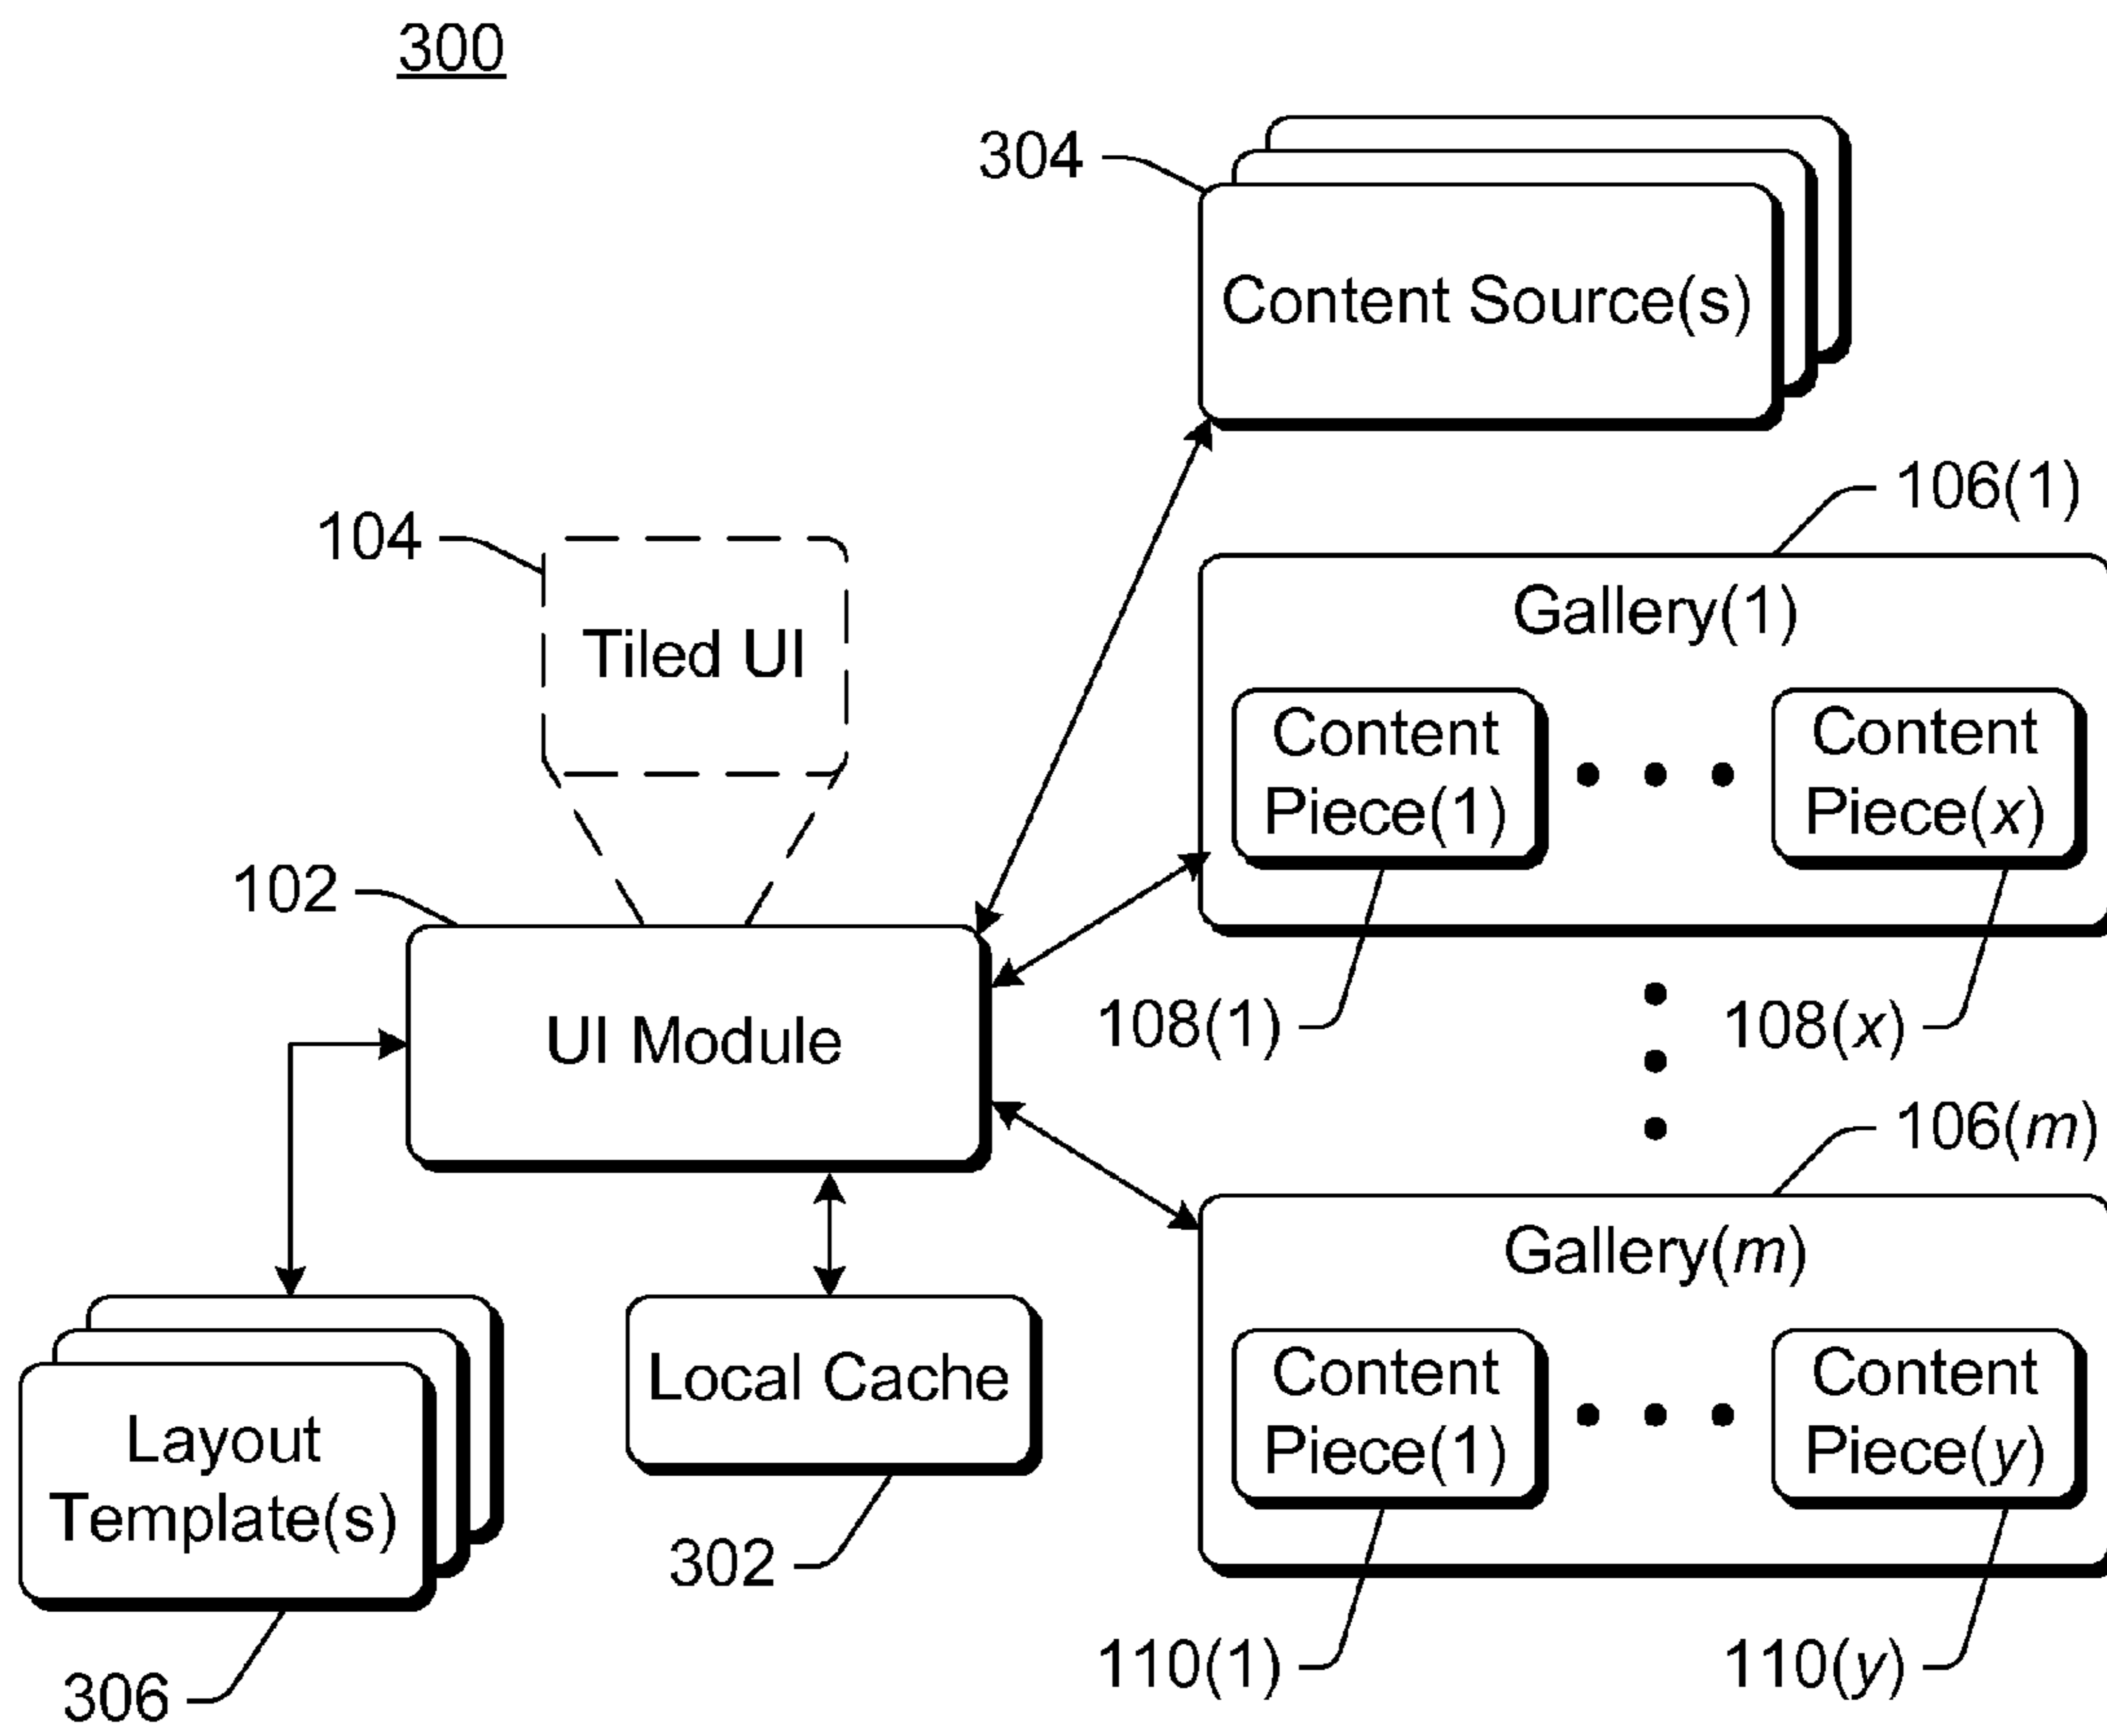 300
304
Content Source(s)
106(1)
104
Gallery(1)
Tiled UI
Content
Piece(1)
Content
Piece(x)
102
108(1)
108(x)
UI Module
106(m)
Gallery(m)
Local Cache
Content
Piece(1)
Content
Piece(y)
Layout
Template(s)
302
110(1)
110(y)
306